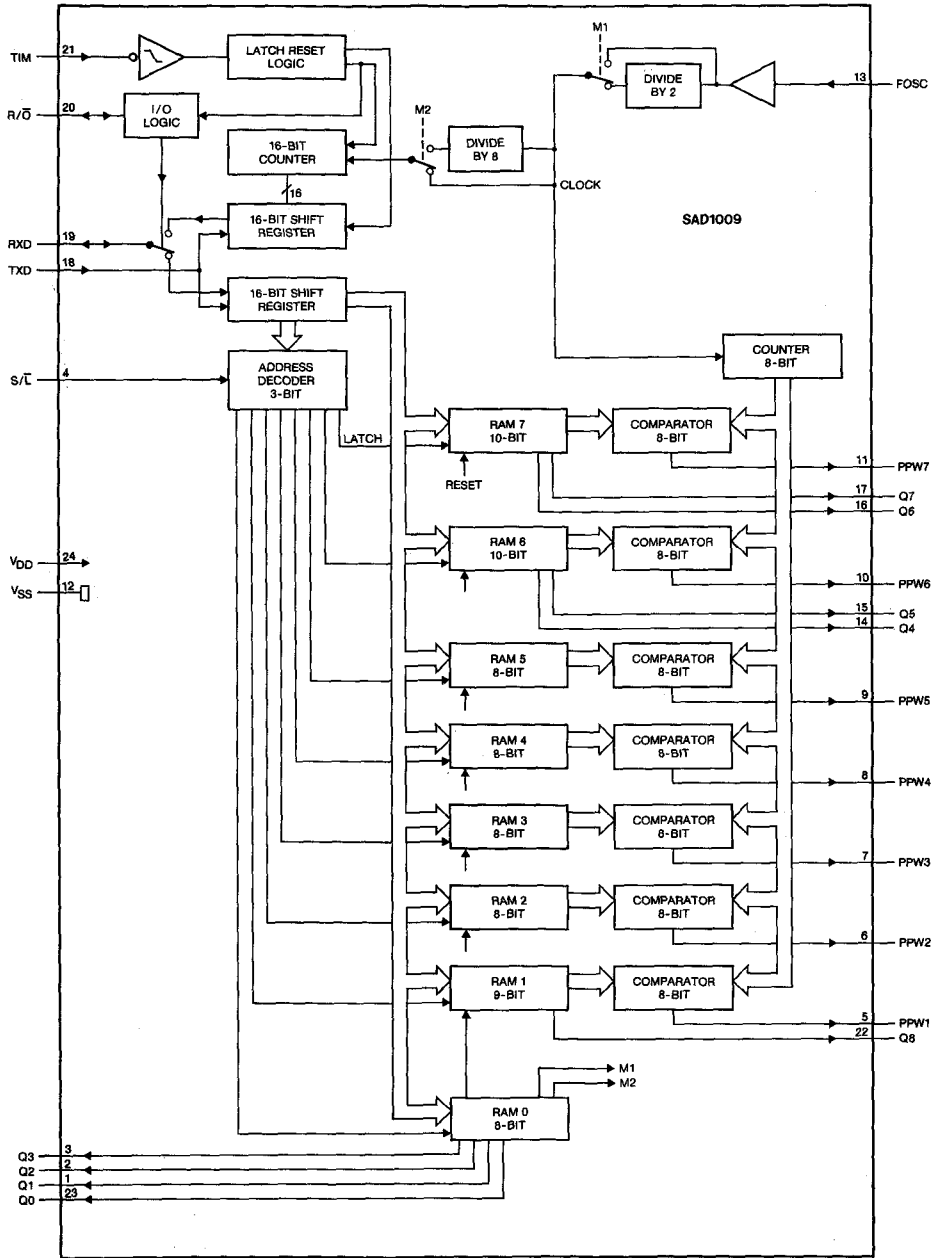 M1
TIM
21
LATCH RESET
LOGIC
DIVIDE
BY 2
13
FOSC
R/O̅
20
I/O
LOGIC
M2
16-BIT
COUNTER
DIVIDE
BY 8
16
CLOCK
SAD1009
16-BIT SHIFT
REGISTER
RXD
19
TXD
18
16-BIT SHIFT
REGISTER
COUNTER
8-BIT
S/L̅
4
ADDRESS
DECODER
3-BIT
LATCH
RAM 7
10-BIT
COMPARATOR
8-BIT
RESET
11
PPW7
17
Q7
16
Q6
RAM 6
10-BIT
COMPARATOR
8-BIT
VDD
24
VSS
12
10
PPW6
15
Q5
14
Q4
RAM 5
8-BIT
COMPARATOR
8-BIT
9
PPW5
RAM 4
8-BIT
COMPARATOR
8-BIT
8
PPW4
RAM 3
8-BIT
COMPARATOR
8-BIT
7
PPW3
RAM 2
8-BIT
COMPARATOR
8-BIT
6
PPW2
RAM 1
9-BIT
COMPARATOR
8-BIT
5
PPW1
22
Q8
M1
M2
RAM 0
8-BIT
Q3
3
Q2
2
Q1
1
Q0
23